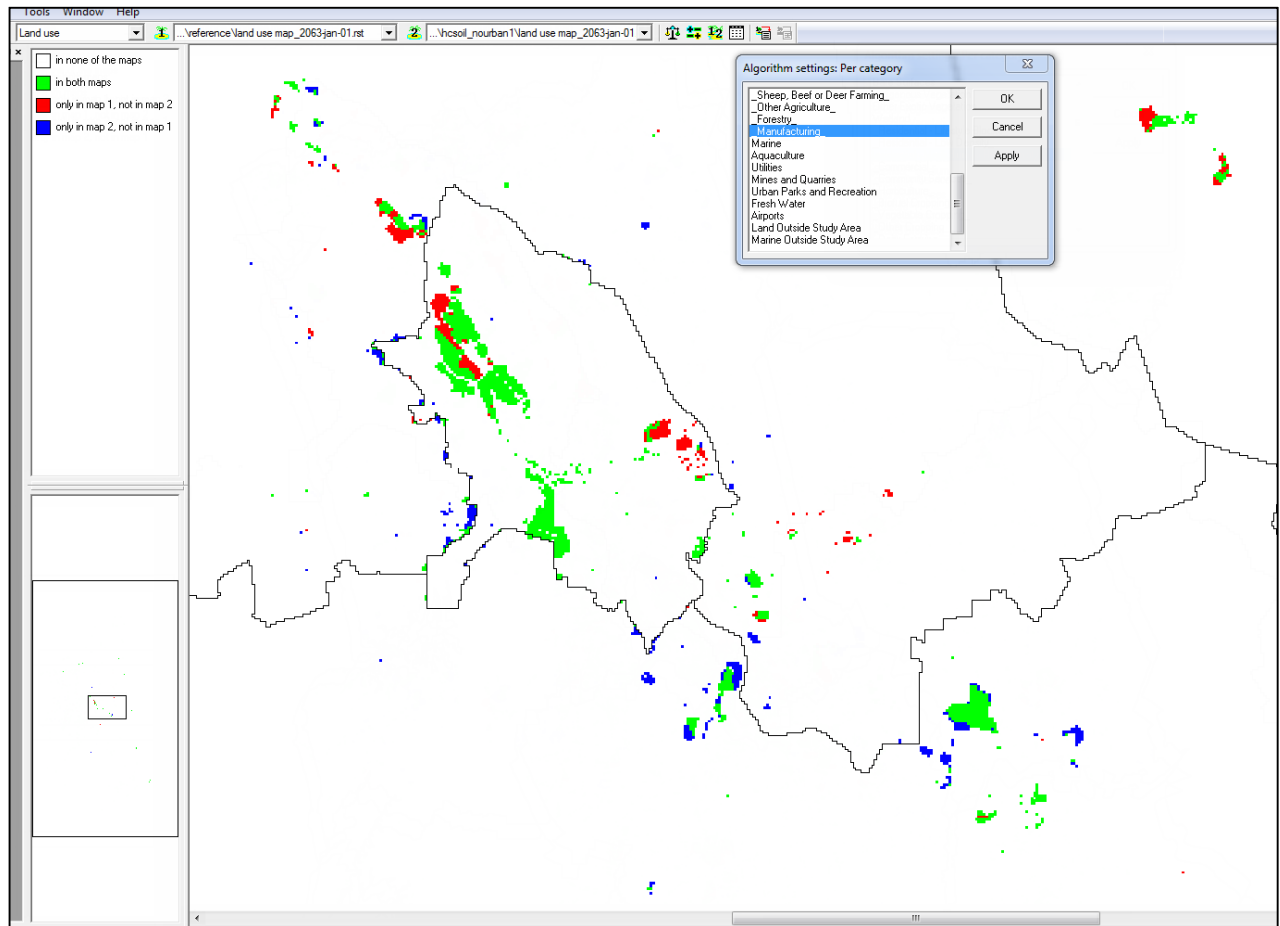 Tools Window Help
Land use 1 ...\reference\land use map_2063-jan-01.rst 2 ...\hcsoil_nourban1\land use map_2063-jan-01
in none of the maps
in both maps
only in map 1, not in map 2
only in map 2, not in map 1
Algorithm settings: Per category
_Sheep, Beef or Deer Farming_
_Other Agriculture_
_Forestry_
_Manufacturing_
Marine
Aquaculture
Utilities
Mines and Quarries
Urban Parks and Recreation
Fresh Water
Airports
Land Outside Study Area
Marine Outside Study Area
OK
Cancel
Apply